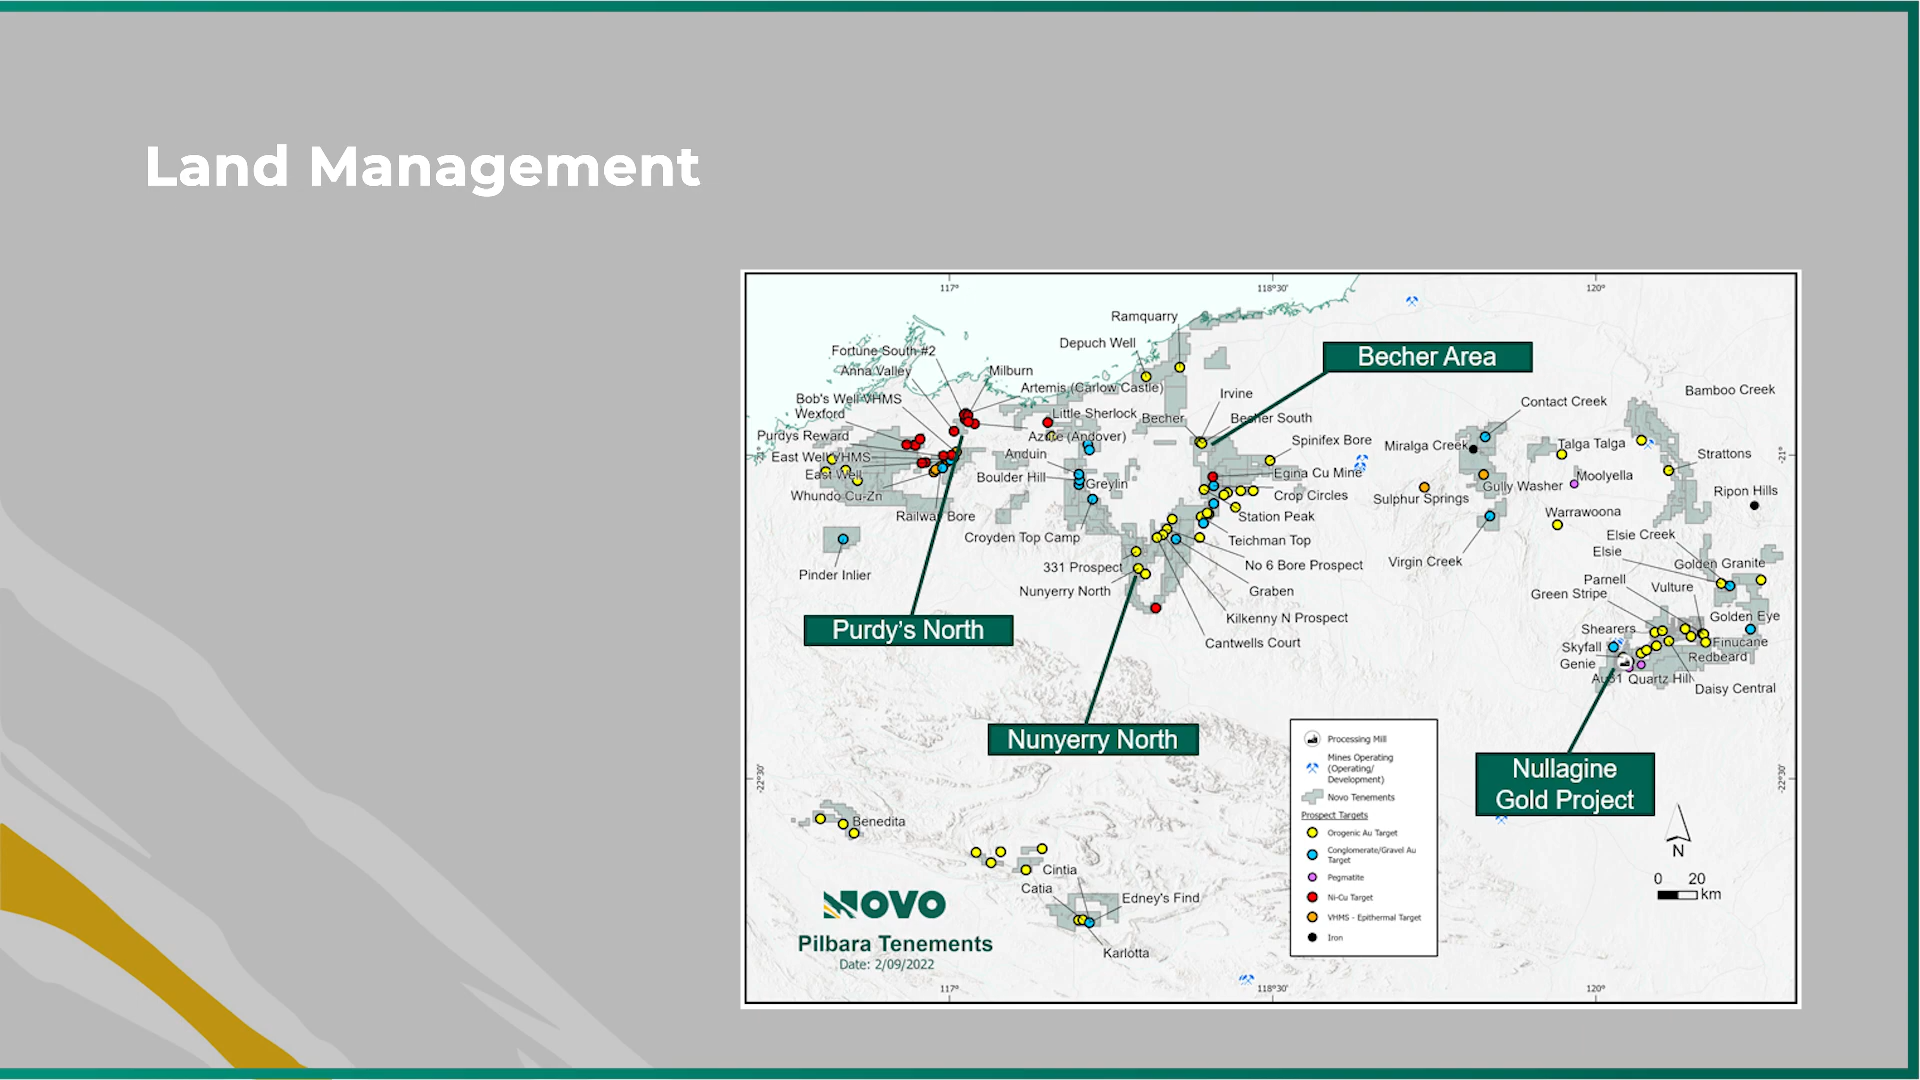 Land Management
117°
118°30'
120°
Ramquarry
Depuch Well
Fortune South #2
Anna Valley
Milburn
Becher Area
Artemis (Carlow Castle)
Bob's Well VHMS
Wexford
Irvine
Bamboo Creek
Little Sherlock
Becher
Becher South
Contact Creek
Purdys Reward
Azure (Andover)
Spinifex Bore
Miralga Creek
Talga Talga
East Well VHMS
Anduin
Strattons
-21°
-21°
East Well
Boulder Hill
Greylin
Egina Cu Mine
Gully Washer
Moolyella
Whundo Cu-Zn
Crop Circles
Sulphur Springs
Ripon Hills
Railway Bore
Station Peak
Warrawoona
Croyden Top Camp
Teichman Top
Elsie Creek
Elsie
Pinder Inlier
331 Prospect
No 6 Bore Prospect
Virgin Creek
Golden Granite
Nunyerry North
Graben
Parnell
Vulture
Green Stripe
Purdy's North
Kilkenny N Prospect
Golden Eye
Cantwells Court
Shearers
Finucane
Skyfall
Redbeard
Genie
Au81
Quartz Hill
Daisy Central
Nunyerry North
Nullagine
Gold Project
-22°30'
-22°30'
Processing Mill
Mines Operating
(Operating/
Development)
Novo Tenements
Prospect Targets
Orogenic Au Target
Conglomerate/Gravel Au
Target
Pegmatite
Ni-Cu Target
VHMS - Epithermal Target
Iron
N
0 20
km
Benedita
Cintia
Catia
Edney's Find
Karlotta
NOVO
Pilbara Tenements
Date: 2/09/2022
117°
118°30'
120°